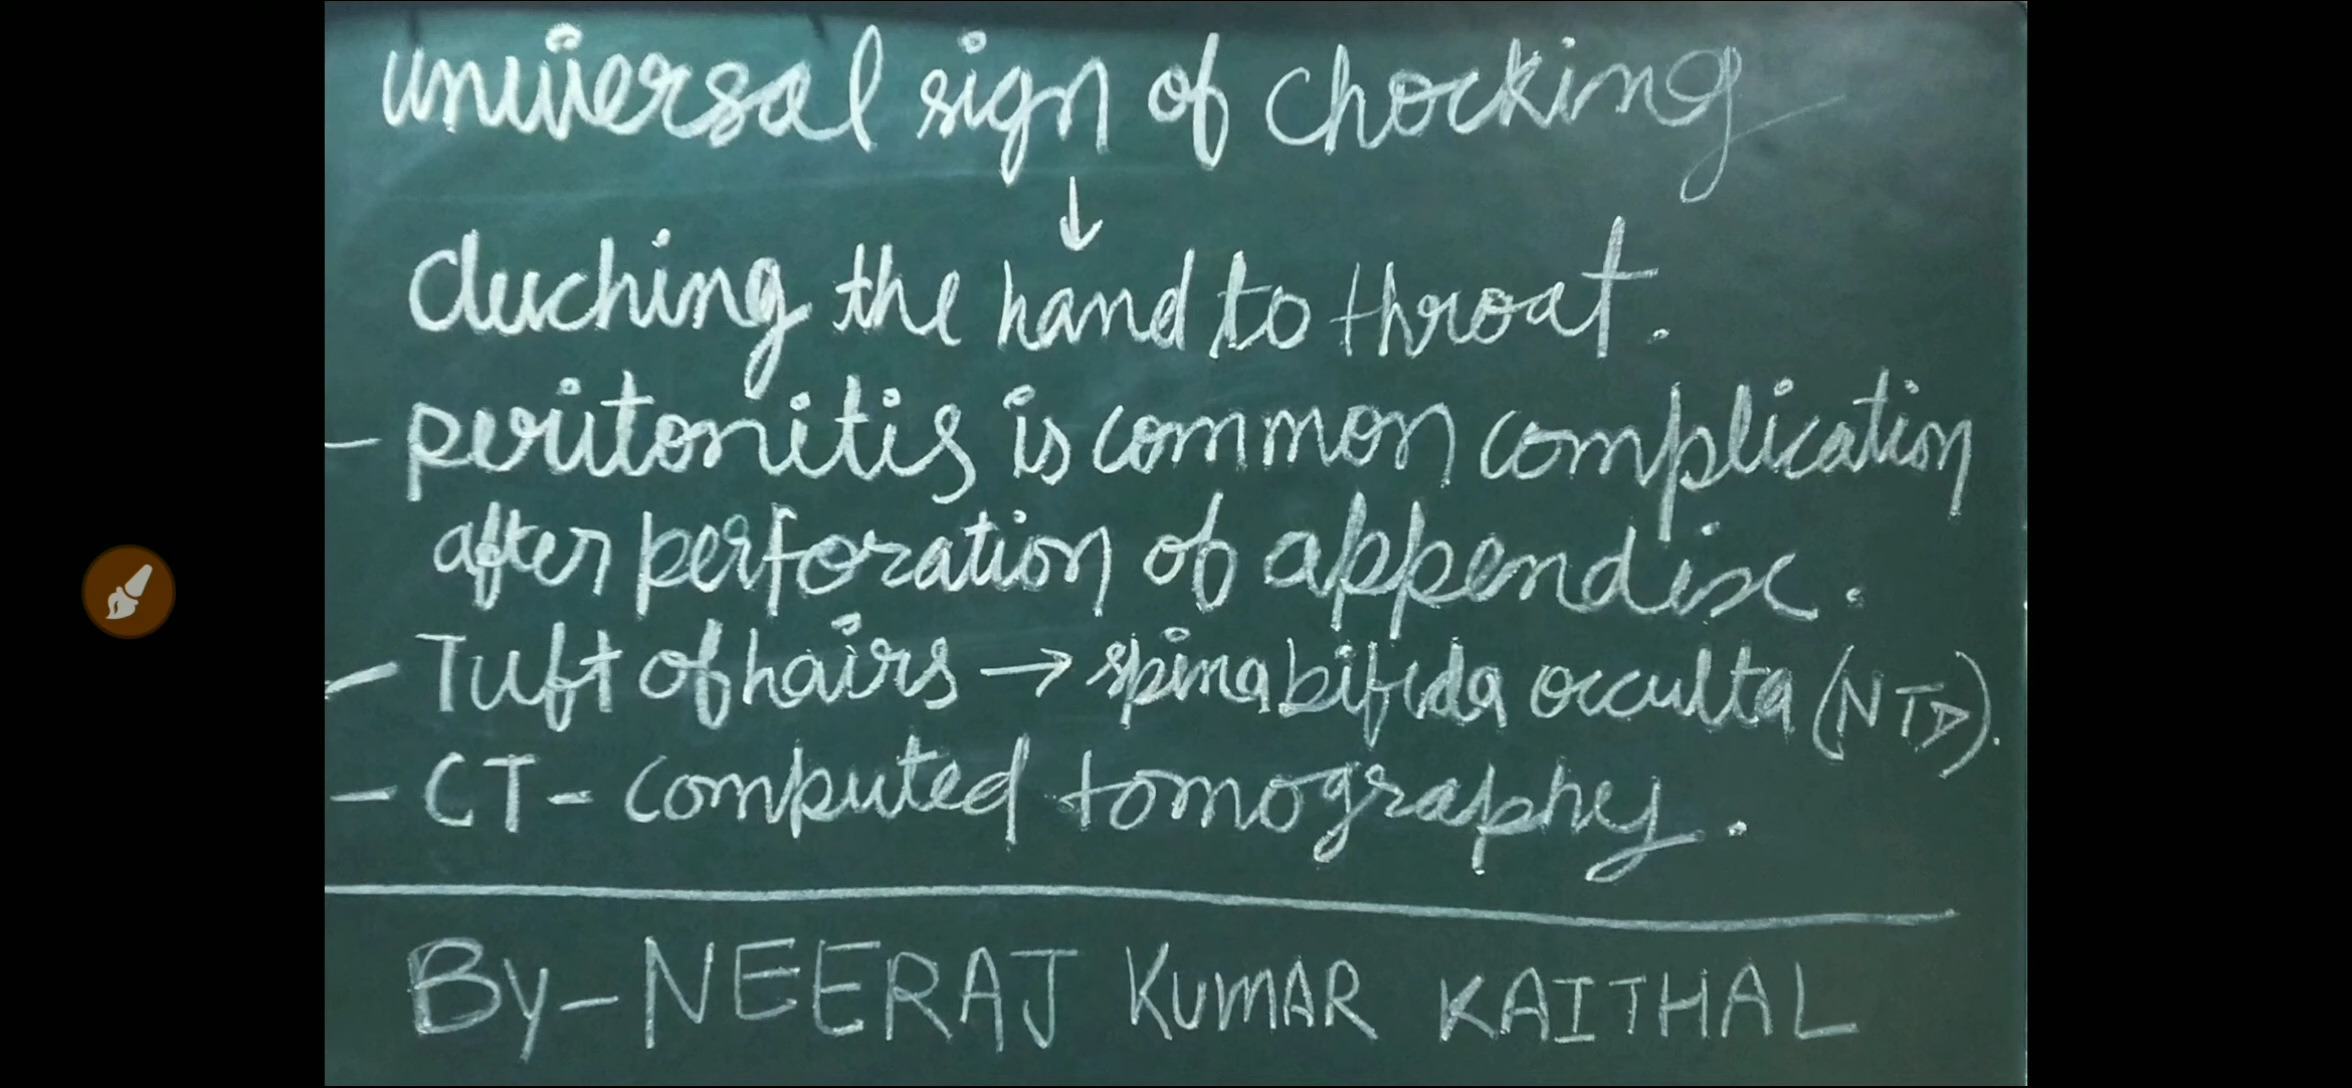 universal sign of chocking
↓
cluching the hand to throat.
- peritonitis is common complication
after perforation of appendix.
- Tuft of hairs → spina bifida occulta (NTD).
- CT - computed tomography.
By - NEERAJ KUMAR KAITHAL